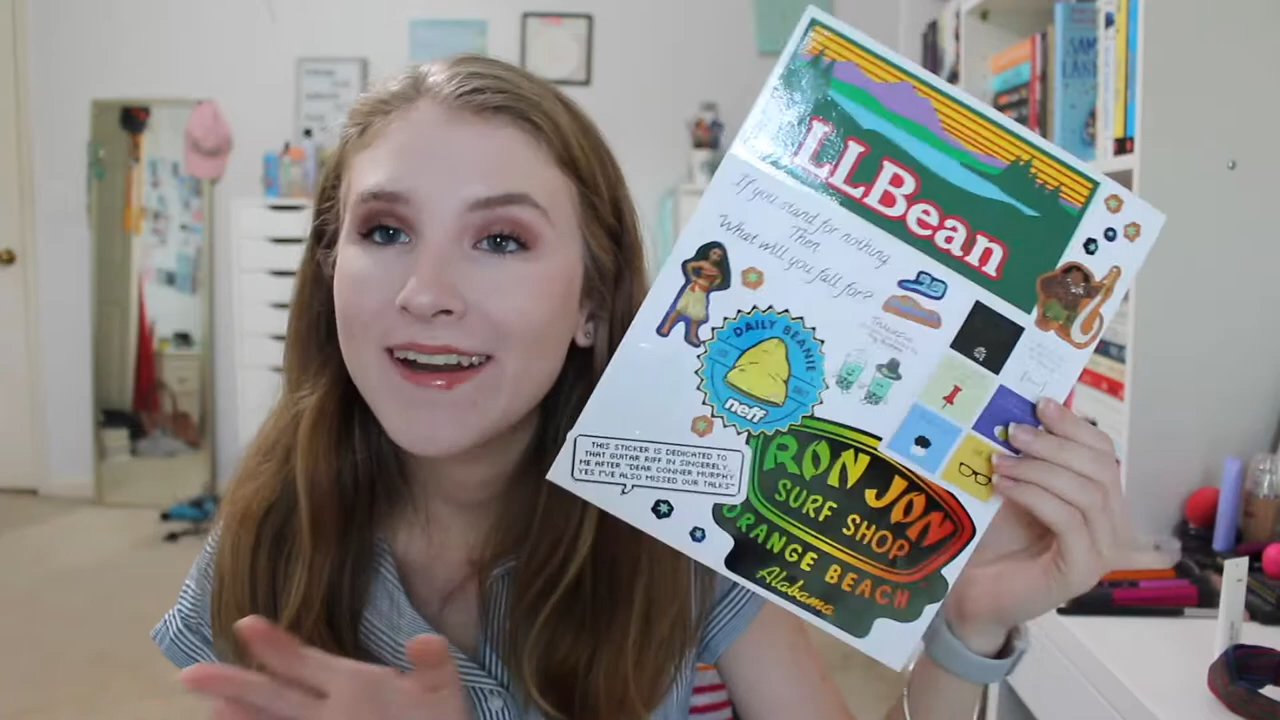 LLBean
If you stand for nothing
Then
What will you fall for?
DAILY BEANIE
neff
THIS STICKER IS DEDICATED TO
THAT GUITAR RIFF IN SINCERELY,
ME AFTER "DEAR CONNER MURPHY,
YES I'VE ALSO MISSED OUR TALKS"
RON JON
SURF SHOP
ORANGE BEACH
Alabama